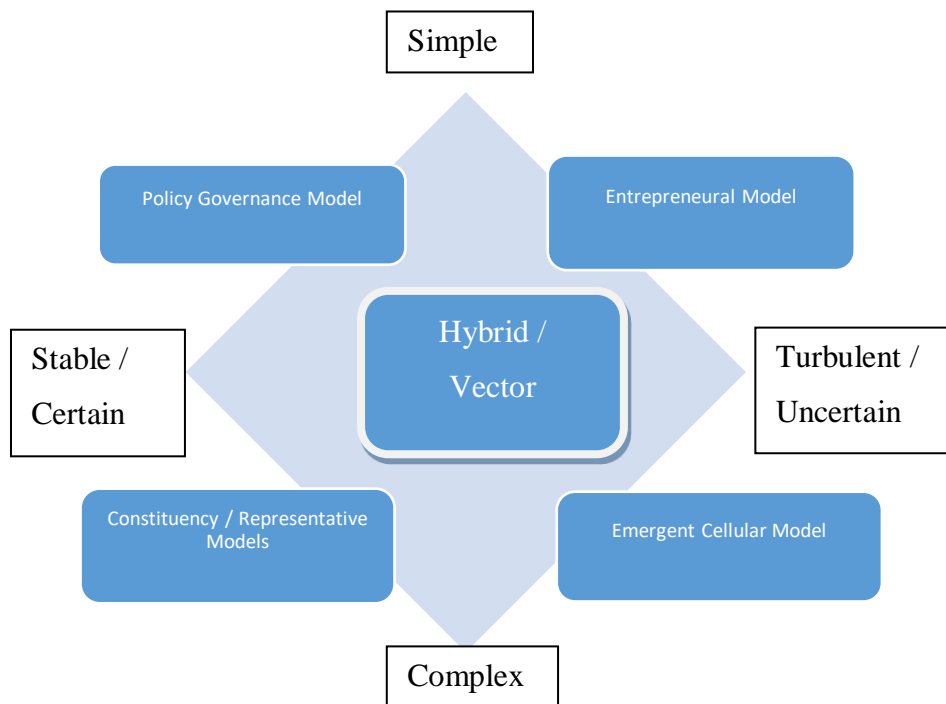 Simple
Policy Governance Model
Entrepreneural Model
Hybrid /
Vector
Stable /
Certain
Turbulent /
Uncertain
Constituency / Representative
Models
Emergent Cellular Model
Complex